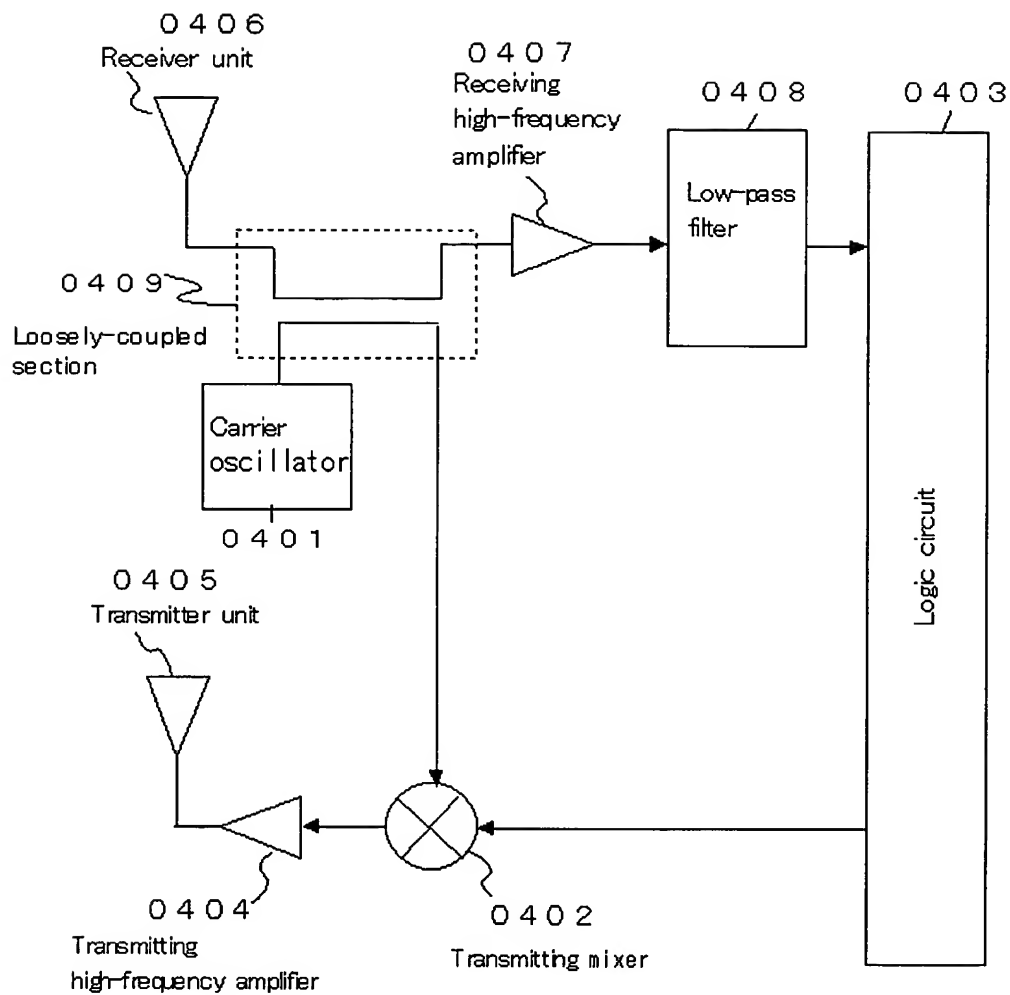 0406
Receiver unit
0407
Receiving
high-frequency
amplifier
0408
Low-pass
filter
0403
Logic circuit
0409
Loosely-coupled
section
Carrier
oscillator
0401
0405
Transmitter unit
0404
Transmitting
high-frequency amplifier
0402
Transmitting mixer